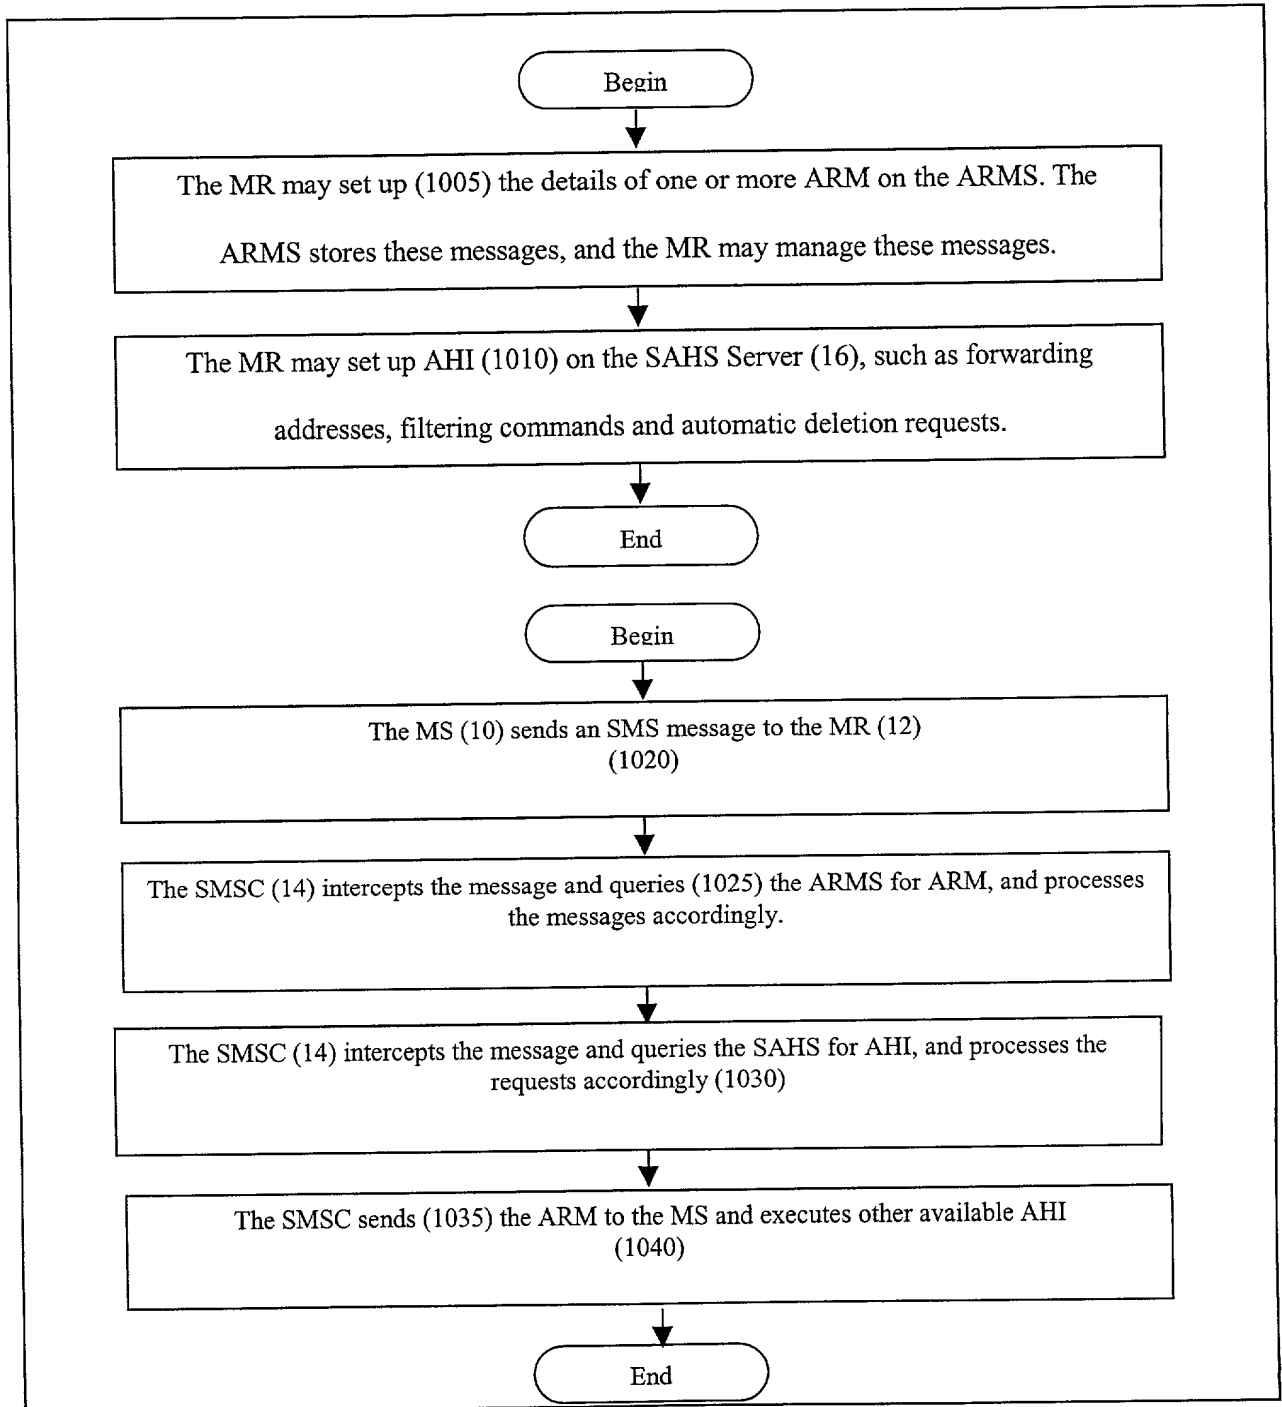 Begin
The MR may set up (1005) the details of one or more ARM on the ARMS. The
ARMS stores these messages, and the MR may manage these messages.
The MR may set up AHI (1010) on the SAHS Server (16), such as forwarding
addresses, filtering commands and automatic deletion requests.
End
Begin
The MS (10) sends an SMS message to the MR (12)
(1020)
The SMSC (14) intercepts the message and queries (1025) the ARMS for ARM, and processes
the messages accordingly.
The SMSC (14) intercepts the message and queries the SAHS for AHI, and processes the
requests accordingly (1030)
The SMSC sends (1035) the ARM to the MS and executes other available AHI
(1040)
End